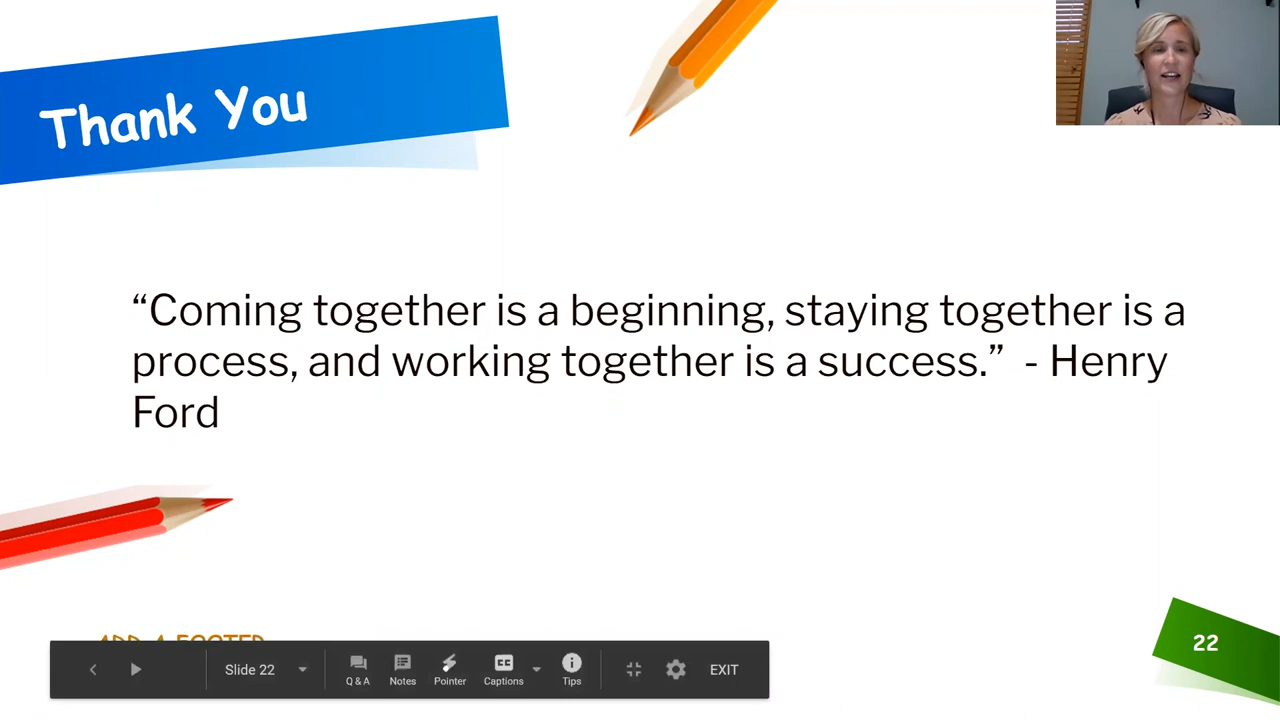 Thank You
“Coming together is a beginning, staying together is a
process, and working together is a success.”  - Henry
Ford
ADD A FOOTER
22
Slide 22
Q & A
Notes
Pointer
CC
Captions
Tips
EXIT